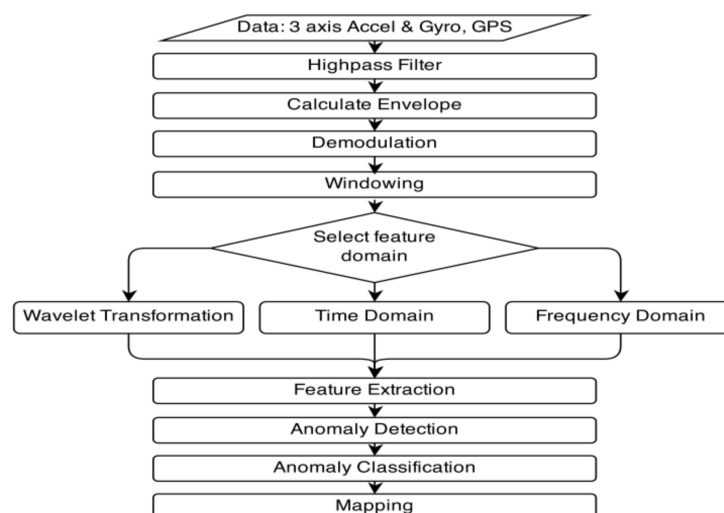 Data: 3 axis Accel & Gyro, GPS
Highpass Filter
Calculate Envelope
Demodulation
Windowing
Select feature
domain
Wavelet Transformation
Time Domain
Frequency Domain
Feature Extraction
Anomaly Detection
Anomaly Classification
Mapping